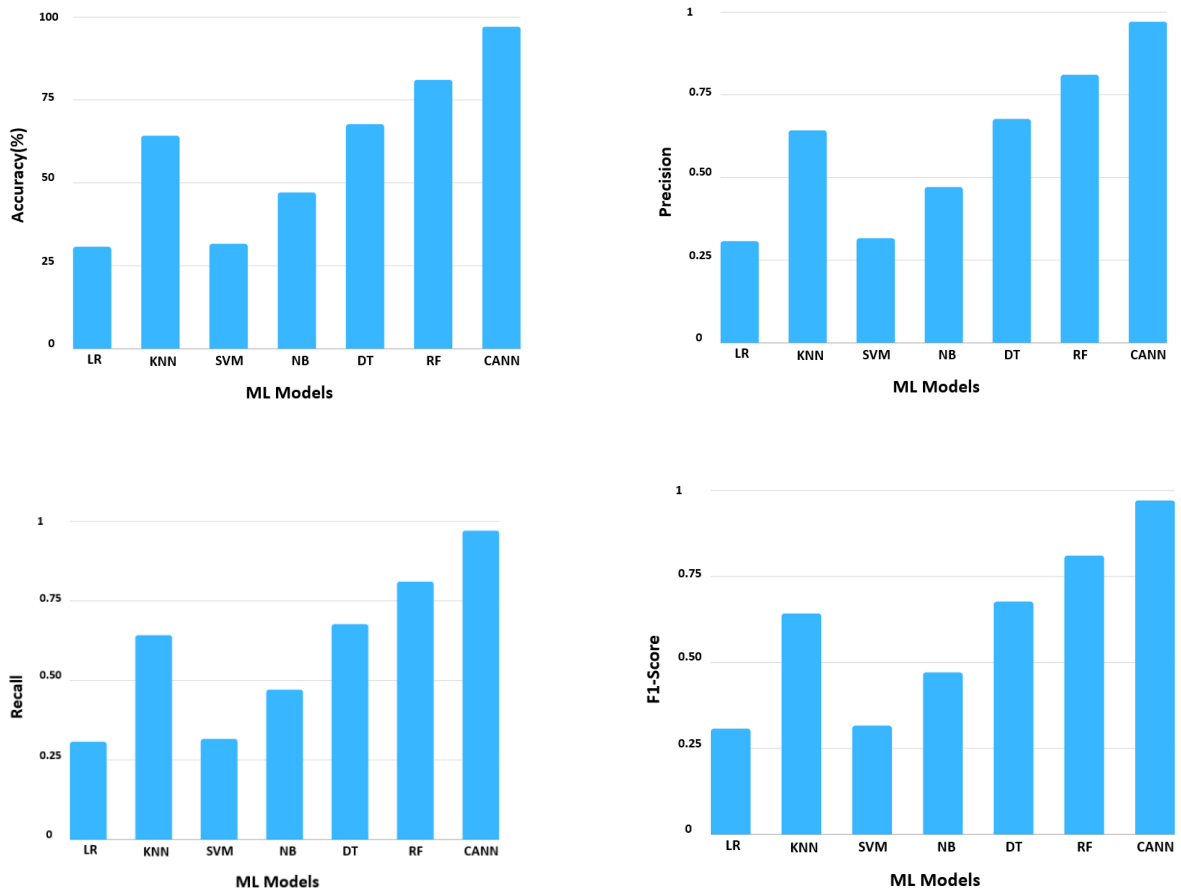 100
75
50
25
0
Accuracy(%)
LR KNN SVM NB DT RF CANN
ML Models
1
0.75
0.50
0.25
0
Precision
LR KNN SVM NB DT RF CANN
ML Models
1
0.75
0.50
0.25
0
Recall
LR KNN SVM NB DT RF CANN
ML Models
1
0.75
0.50
0.25
0
F1-Score
LR KNN SVM NB DT RF CANN
ML Models